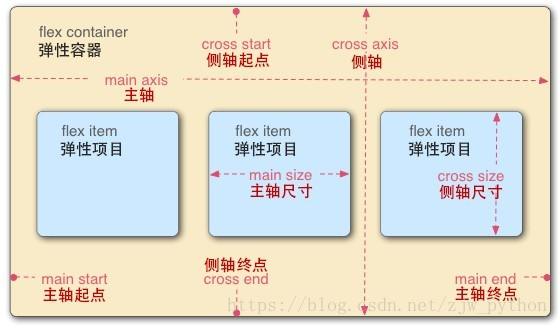 flex container
弹性容器
cross start
侧轴起点
cross axis
侧轴
main axis
主轴
flex item
弹性项目
flex item
弹性项目
main size
主轴尺寸
flex item
弹性项目
cross size
侧轴尺寸
main start
主轴起点
侧轴终点
cross end
main end
主轴终点
https://blog.csdn.net/zjw_python